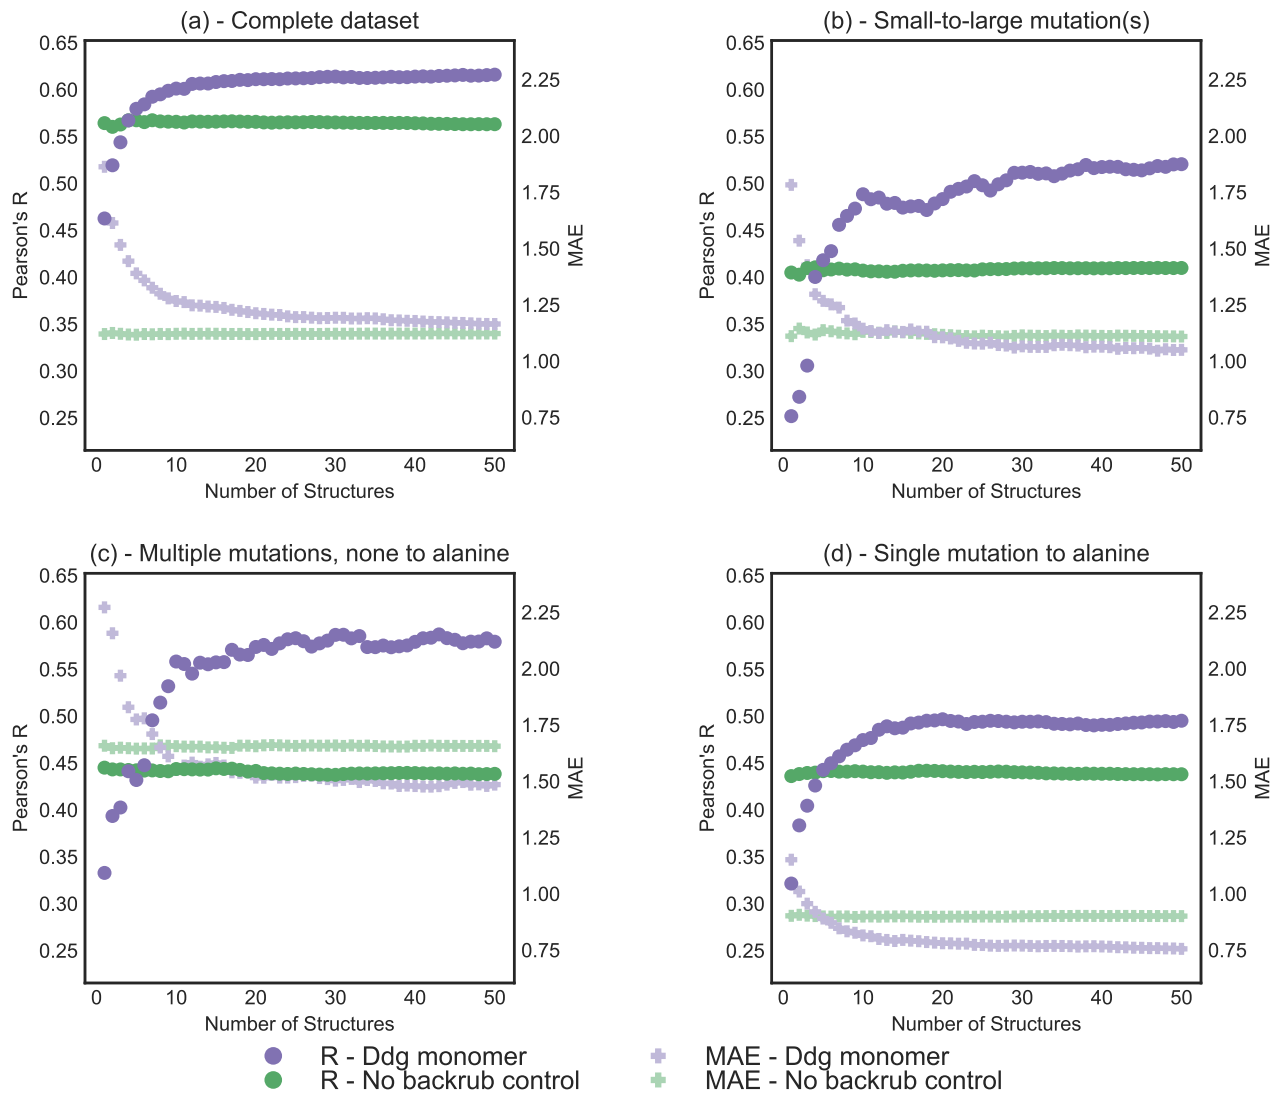 (a) - Complete dataset
0.65
0.60
0.55
0.50
0.45
0.40
0.35
0.30
0.25
Pearson's R
2.25
2.00
1.75
1.50
1.25
1.00
0.75
MAE
0 10 20 30 40 50
Number of Structures
(b) - Small-to-large mutation(s)
0.65
0.60
0.55
0.50
0.45
0.40
0.35
0.30
0.25
Pearson's R
2.25
2.00
1.75
1.50
1.25
1.00
0.75
MAE
0 10 20 30 40 50
Number of Structures
(c) - Multiple mutations, none to alanine
0.65
0.60
0.55
0.50
0.45
0.40
0.35
0.30
0.25
Pearson's R
2.25
2.00
1.75
1.50
1.25
1.00
0.75
MAE
0 10 20 30 40 50
Number of Structures
(d) - Single mutation to alanine
0.65
0.60
0.55
0.50
0.45
0.40
0.35
0.30
0.25
Pearson's R
2.25
2.00
1.75
1.50
1.25
1.00
0.75
MAE
0 10 20 30 40 50
Number of Structures
R - Ddg monomer
R - No backrub control
MAE - Ddg monomer
MAE - No backrub control